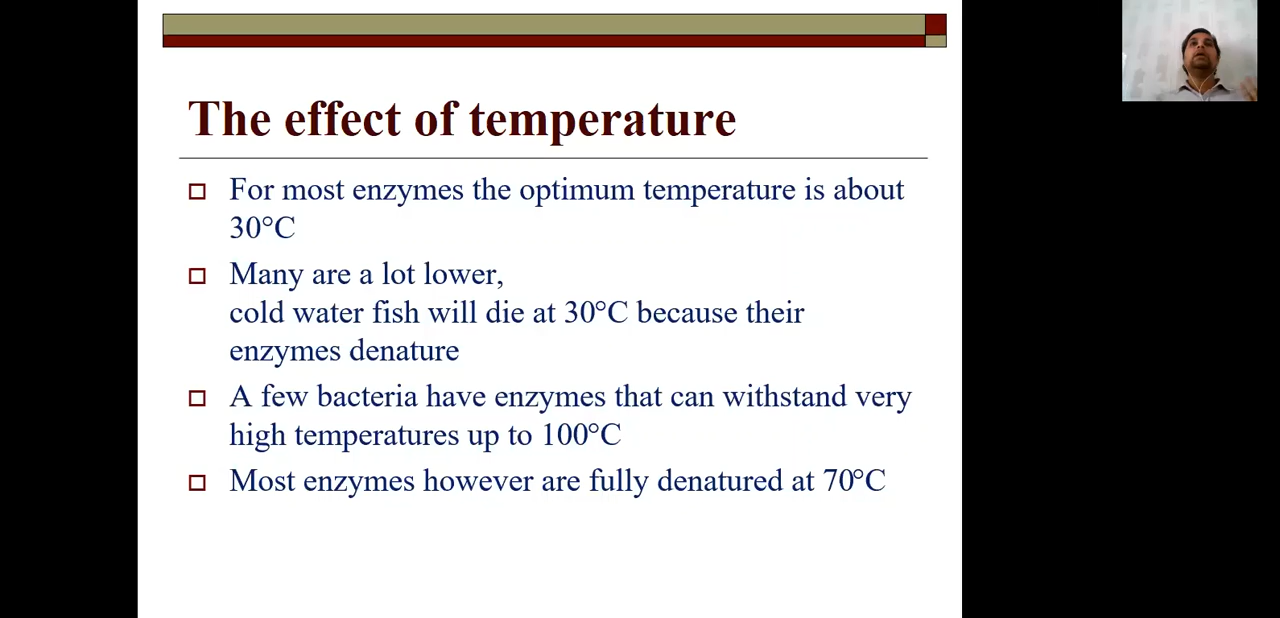 The effect of temperature
For most enzymes the optimum temperature is about
30°C
Many are a lot lower,
cold water fish will die at 30°C because their
enzymes denature
A few bacteria have enzymes that can withstand very
high temperatures up to 100°C
Most enzymes however are fully denatured at 70°C